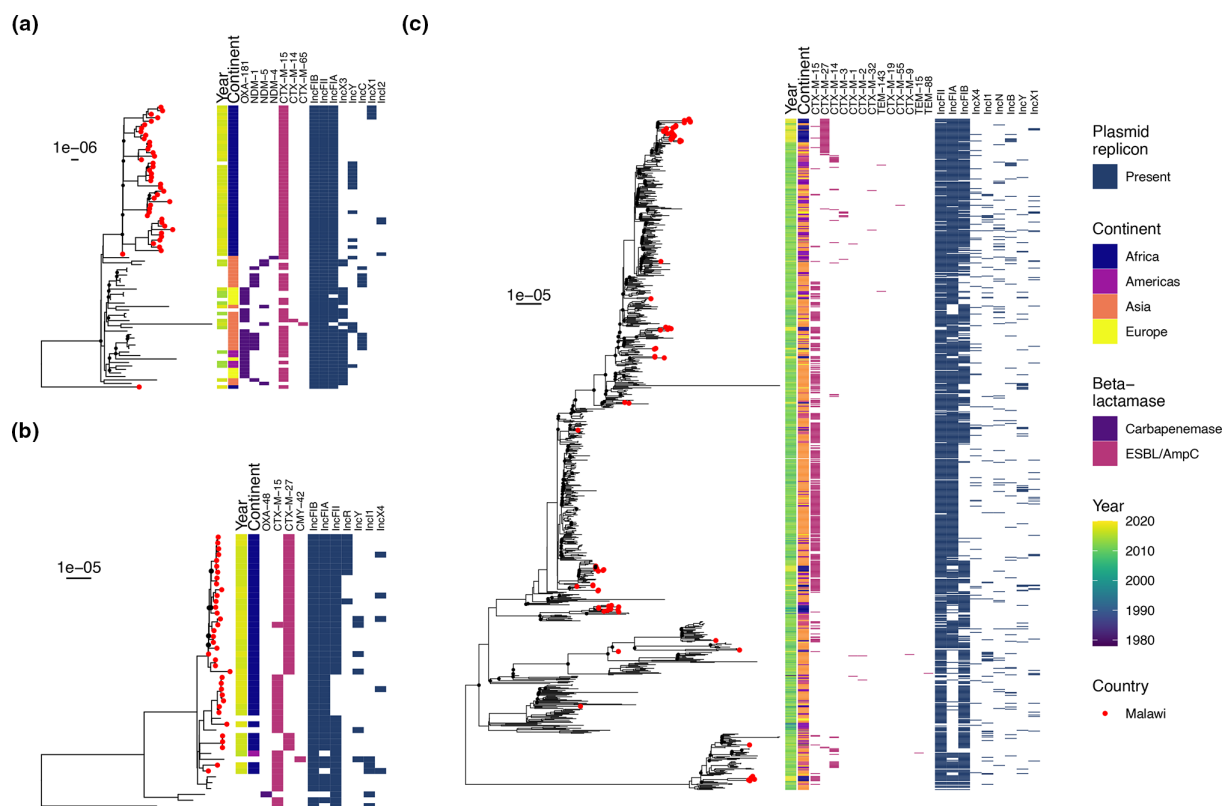 (a)
Year
Continent
OXA−181
NDM−1
NDM−5
NDM−4
CTX−M−15
CTX−M−14
CTX−M−65
IncFIB
IncFII
IncFIA
IncX3
IncY
IncC
IncX1
IncI2
1e−06
(b)
Year
Continent
OXA−48
CTX−M−15
CTX−M−27
CMY−42
IncFIB
IncFIA
IncFII
IncR
IncY
IncI1
IncX4
1e−05
(c)
Year
Continent
CTX−M−15
CTX−M−27
CTX−M−14
CTX−M−3
CTX−M−1
CTX−M−2
CTX−M−32
TEM−143
CTX−M−19
CTX−M−55
CTX−M−9
TEM−15
TEM−88
IncFII
IncFIA
IncFIB
IncX4
IncI1
IncN
IncB
IncY
IncX1
1e−05
Plasmid
replicon
Present
Continent
Africa
Americas
Asia
Europe
Beta−
lactamase
Carbapenemase
ESBL/AmpC
Year
2020
2010
2000
1990
1980
Country
Malawi